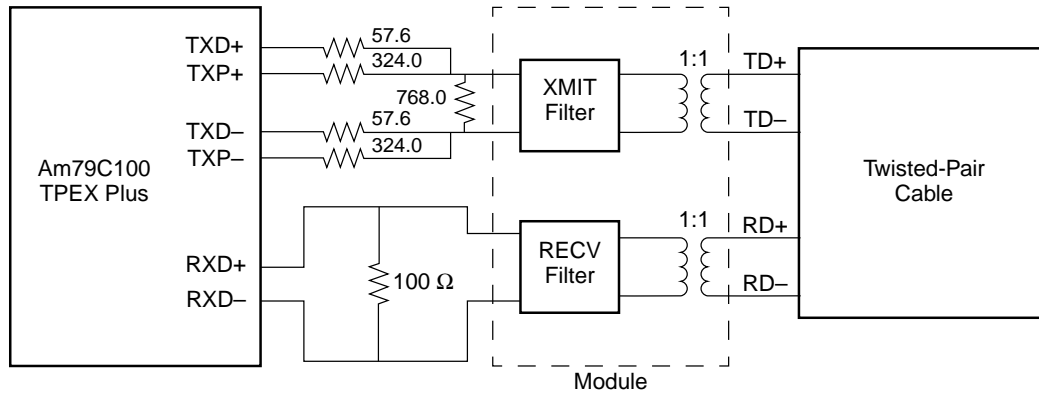 TXD+
57.6
TXP+
324.0
768.0
TXD–
57.6
TXP–
324.0
Am79C100
TPEX Plus
RXD+
RXD–
100 Ω
XMIT
Filter
1:1
TD+
TD–
RECV
Filter
1:1
RD+
RD–
Module
Twisted-Pair
Cable